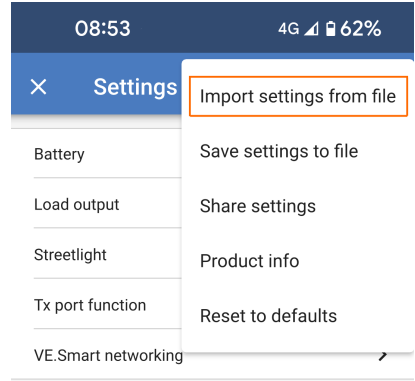 08:53 4G 62%
Settings
Import settings from file
Battery
Save settings to file
Load output
Share settings
Streetlight
Product info
Tx port function
Reset to defaults
VE.Smart networking